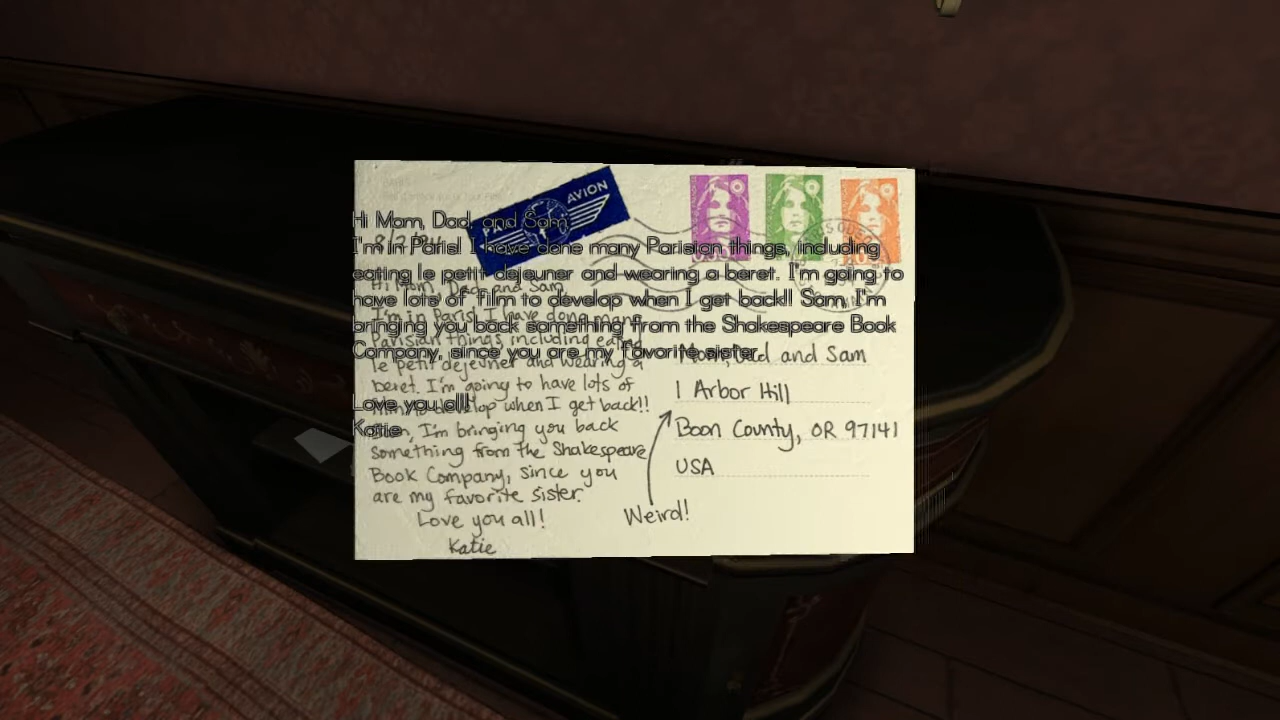 AVION
Hi Mom, Dad, and Sam,
I'm in Paris! I have done many Parisian things, including
eating le petit dejeuner and wearing a beret. I'm going to
have lots of film to develop when I get back!! Sam, I'm
bringing you back something from the Shakespeare Book
Company, since you are my favorite sister.
Love you all!
Katie
Hi Mom, Dad and Sam
I'm in Paris! I have done many
Parisian things including eating
le petit dejeuner and wearing a
beret. I'm going to have lots of
film to develop when I get back!!
Sam, I'm bringing you back
something from the Shakespeare
Book Company, since you
are my favorite sister.
Love you all!
Katie
Mom, Dad and Sam
1 Arbor Hill
Boon County, OR 97141
USA
Weird!